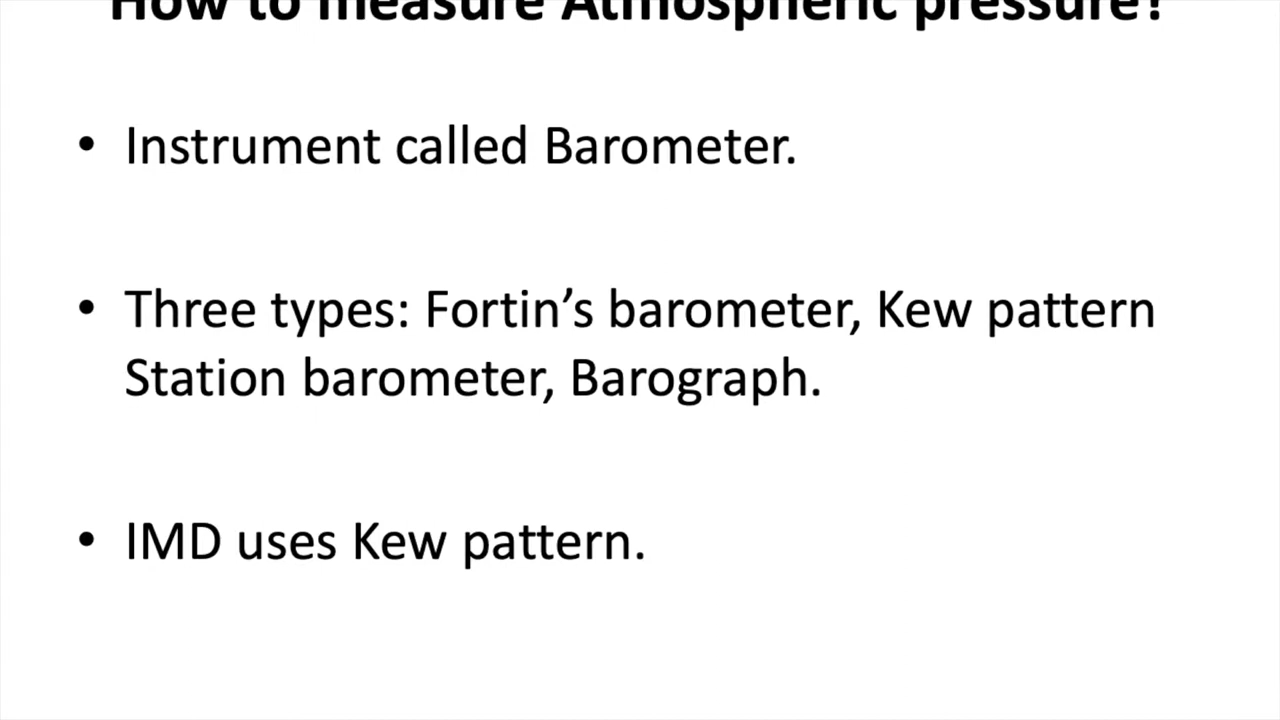 How to measure Atmospheric pressure?
• Instrument called Barometer.
• Three types: Fortin’s barometer, Kew pattern
Station barometer, Barograph.
• IMD uses Kew pattern.